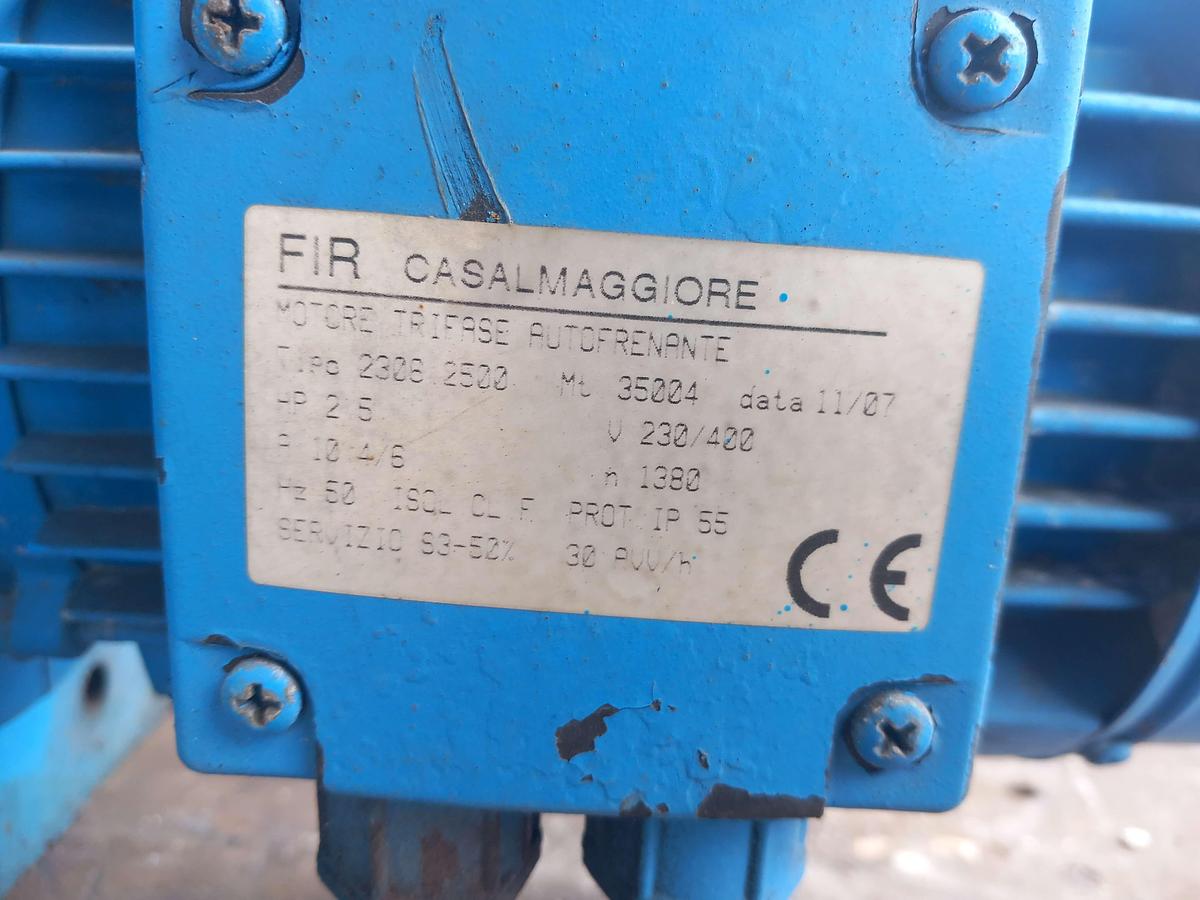 FIR CASALMAGGIORE
MOTORE TRIFASE AUTOFRENANTE
Tipo 2308.2500 Mt 35004 data 11/07
HP 2.5 V 230/400
A 10.4/6 n 1380
Hz 50 ISOL CL F PROT IP 55
SERVIZIO S3-50% 30 AVV/h
CE